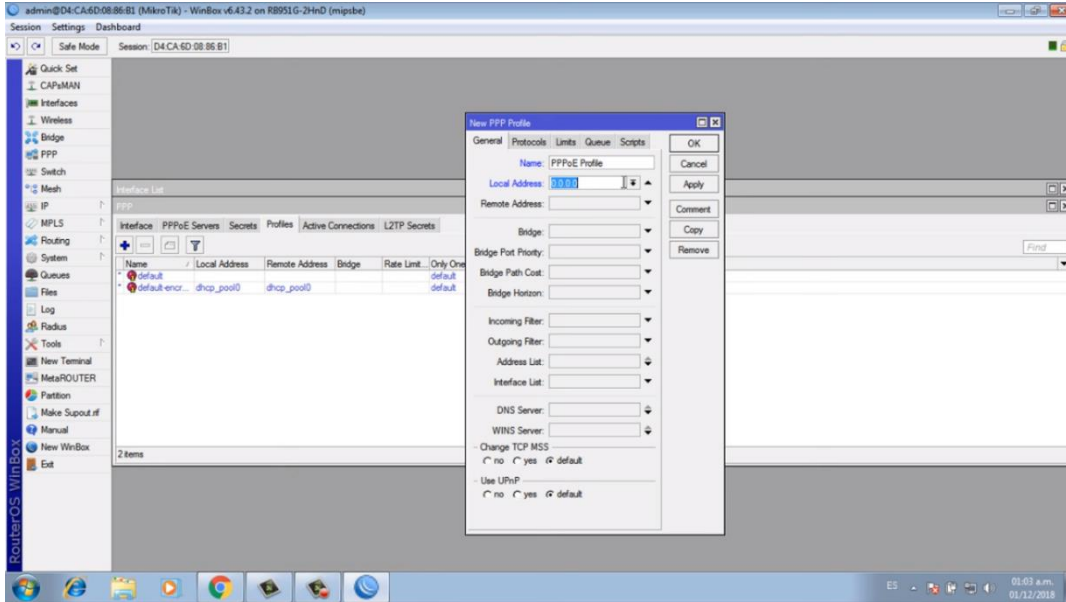 admin@D4:CA:6D:08:86:B1 (MikroTik) - WinBox v6.43.2 on RB951G-2HnD (mipsbe)
Session Settings Dashboard
Safe Mode Session: D4:CA:6D:08:86:B1
Quick Set
CAPsMAN
Interfaces
Wireless
Bridge
PPP
Switch
Mesh
IP
MPLS
Routing
System
Queues
Files
Log
Radius
Tools
New Terminal
MetaROUTER
Partition
Make Supout.rif
Manual
New WinBox
Exit
RouterOS WinBox
Interface List
PPP
Interface PPPoE Servers Secrets Profiles Active Connections L2TP Secrets
Find
Name Local Address Remote Address Bridge Rate Limit... Only One
* default default
* default-encr... dhcp_pool0 dhcp_pool0 default
2 items
New PPP Profile
General Protocols Limits Queue Scripts
Name: PPPoE Profile
Local Address: 0.0.0.0
Remote Address:
Bridge:
Bridge Port Priority:
Bridge Path Cost:
Bridge Horizon:
Incoming Filter:
Outgoing Filter:
Address List:
Interface List:
DNS Server:
WINS Server:
Change TCP MSS
no yes default
Use UPnP
no yes default
OK
Cancel
Apply
Comment
Copy
Remove
ES
01:03 a.m.
01/12/2018